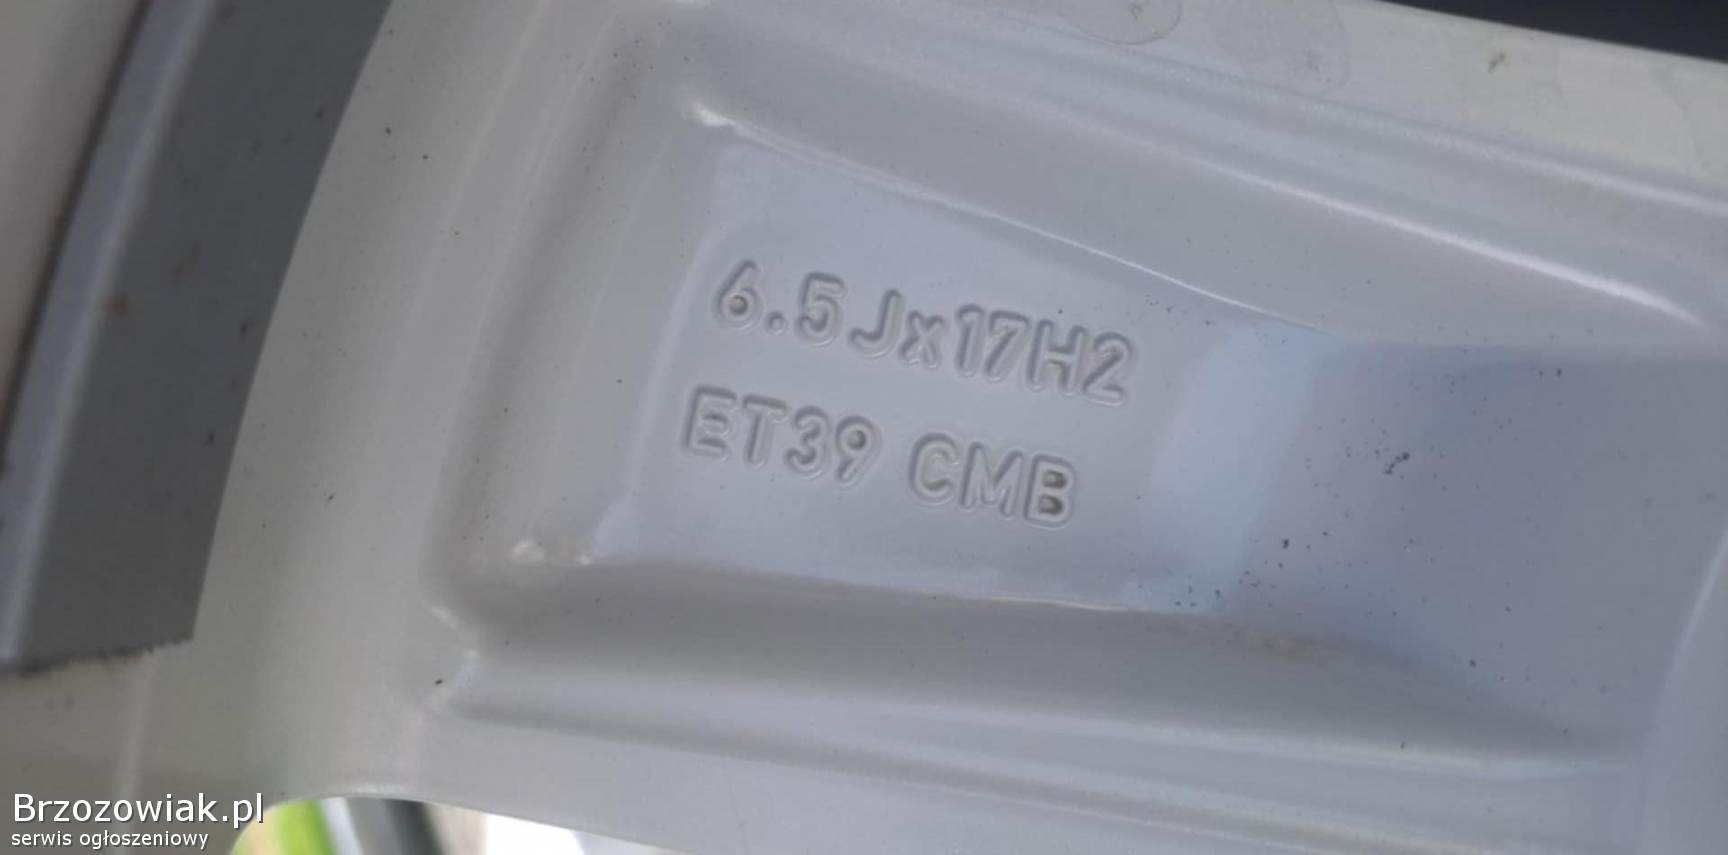 6.5Jx17H2
ET39 CMB
Brzozowiak.pl
serwis ogłoszeniowy